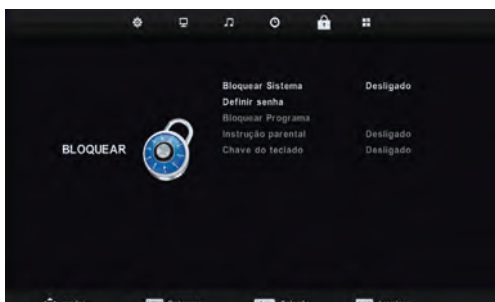 Bloquear Sistema Desligado
Definir senha
Bloquear Programa
Instrução parental Desligado
BLOQUEAR
Chave do teclado Desligado